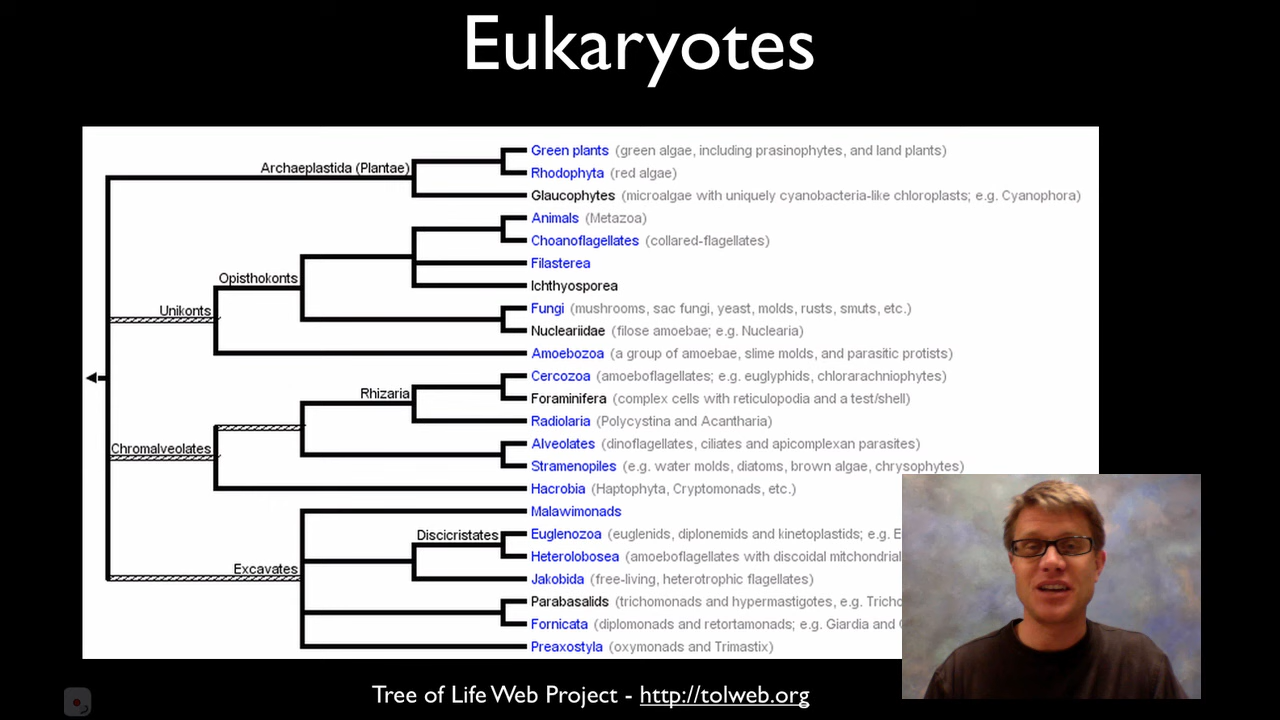 Eukaryotes
Archaeplastida (Plantae)
Green plants (green algae, including prasinophytes, and land plants)
Rhodophyta (red algae)
Glaucophytes (microalgae with uniquely cyanobacteria-like chloroplasts; e.g. Cyanophora)
Unikonts
Opisthokonts
Animals (Metazoa)
Choanoflagellates (collared-flagellates)
Filasterea
Ichthyosporea
Fungi (mushrooms, sac fungi, yeast, molds, rusts, smuts, etc.)
Nucleariidae (filose amoebae; e.g. Nuclearia)
Amoebozoa (a group of amoebae, slime molds, and parasitic protists)
Chromalveolates
Rhizaria
Cercozoa (amoeboflagellates; e.g. euglyphids, chlorarachniophytes)
Foraminifera (complex cells with reticulopodia and a test/shell)
Radiolaria (Polycystina and Acantharia)
Alveolates (dinoflagellates, ciliates and apicomplexan parasites)
Stramenopiles (e.g. water molds, diatoms, brown algae, chrysophytes)
Hacrobia (Haptophyta, Cryptomonads, etc.)
Excavates
Malawimonads
Discicristates
Euglenozoa (euglenids, diplonemids and kinetoplastids; e.g. E
Heterolobosea (amoeboflagellates with discoidal mitchondrial
Jakobida (free-living, heterotrophic flagellates)
Parabasalids (trichomonads and hypermastigotes, e.g. Tricho
Fornicata (diplomonads and retortamonads; e.g. Giardia and
Preaxostyla (oxymonads and Trimastix)
Tree of Life Web Project - http://tolweb.org